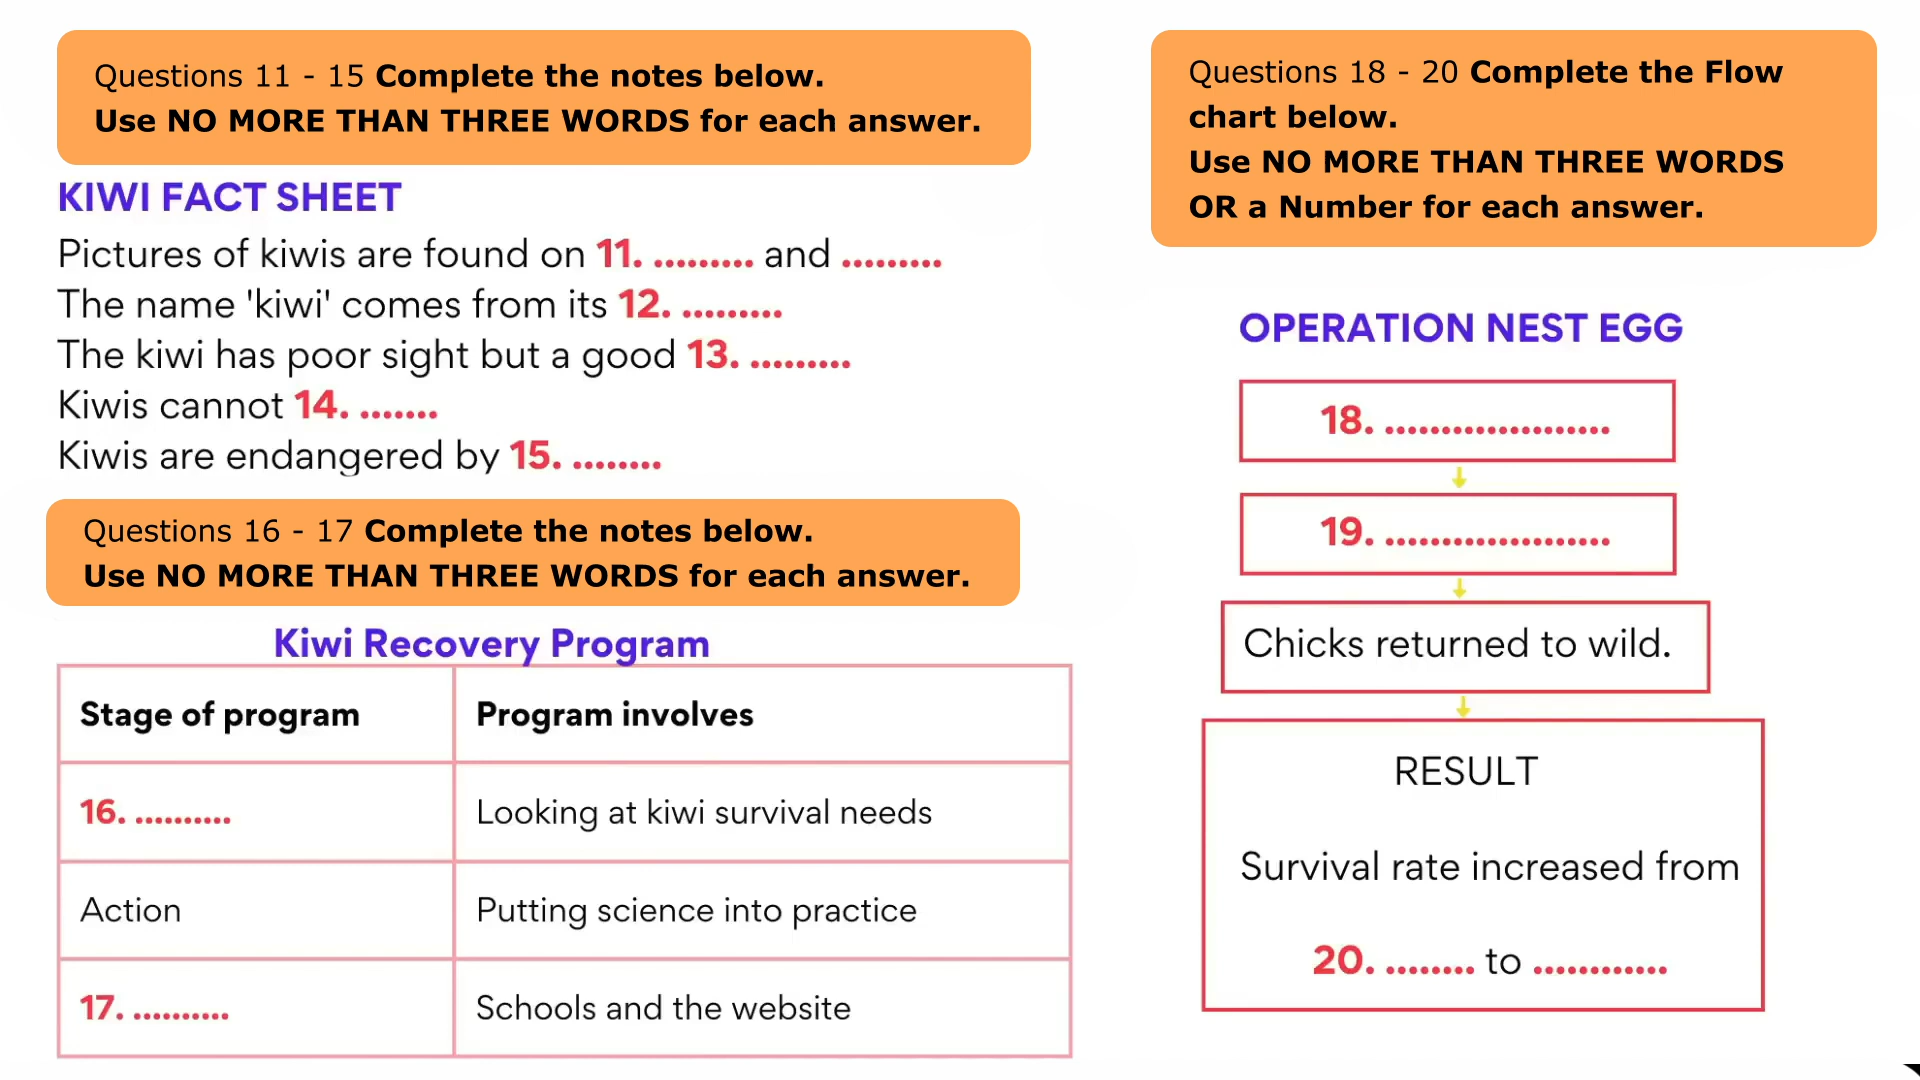 Questions 11 - 15 Complete the notes below.
Use NO MORE THAN THREE WORDS for each answer.
KIWI FACT SHEET
Pictures of kiwis are found on 11. ......... and .........
The name 'kiwi' comes from its 12. .........
The kiwi has poor sight but a good 13. .........
Kiwis cannot 14. .......
Kiwis are endangered by 15. ........
Questions 16 - 17 Complete the notes below.
Use NO MORE THAN THREE WORDS for each answer.
Kiwi Recovery Program
Stage of program
Program involves
16. ..........
Looking at kiwi survival needs
Action
Putting science into practice
17. ..........
Schools and the website
Questions 18 - 20 Complete the Flow
chart below.
Use NO MORE THAN THREE WORDS
OR a Number for each answer.
OPERATION NEST EGG
18. ....................
19. ....................
Chicks returned to wild.
RESULT
Survival rate increased from
20. ........ to ............